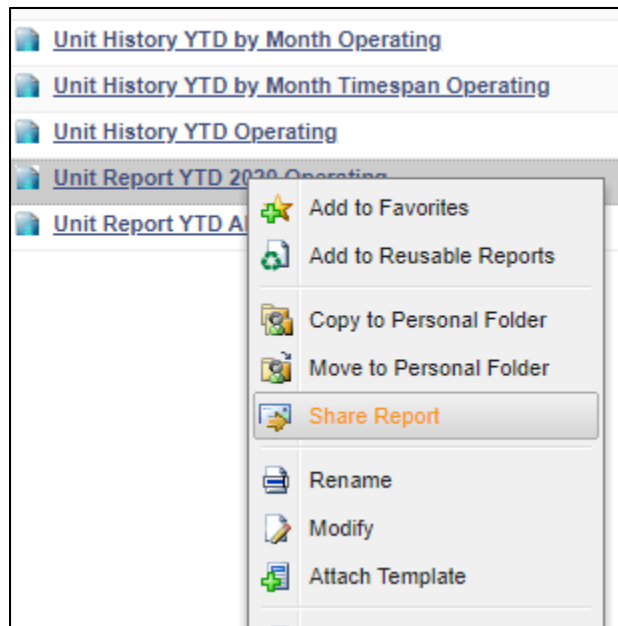 Unit History YTD by Month Operating
Unit History YTD by Month Timespan Operating
Unit History YTD Operating
Unit Report YTD 2020 Operating
Unit Report YTD
Add to Favorites
Add to Reusable Reports
Copy to Personal Folder
Move to Personal Folder
Share Report
Rename
Modify
Attach Template